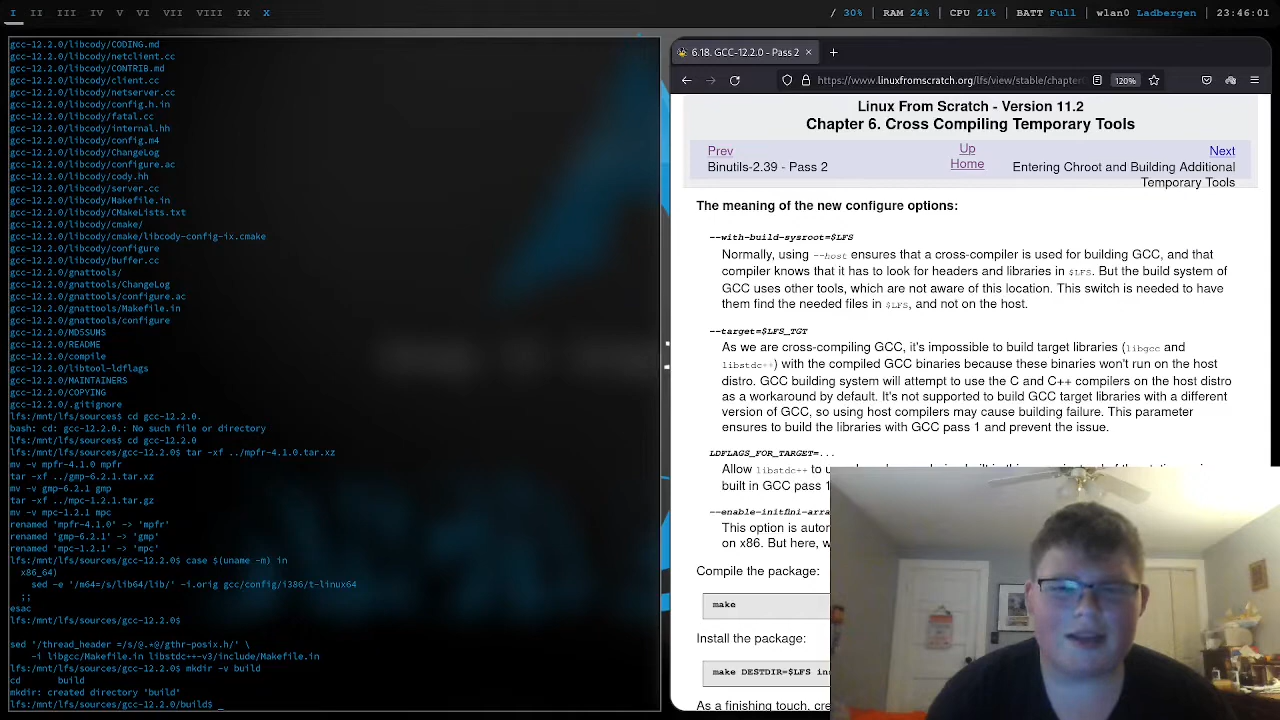 I II III IV V VI VII VIII IX X
/ 30% | RAM 24% | CPU 21% | BATT Full | wlan0 Ladbergen | 23:46:01
gcc-12.2.0/libcody/CODING.md
gcc-12.2.0/libcody/netclient.cc
gcc-12.2.0/libcody/CONTRIB.md
gcc-12.2.0/libcody/client.cc
gcc-12.2.0/libcody/netserver.cc
gcc-12.2.0/libcody/config.h.in
gcc-12.2.0/libcody/fatal.cc
gcc-12.2.0/libcody/internal.hh
gcc-12.2.0/libcody/config.m4
gcc-12.2.0/libcody/ChangeLog
gcc-12.2.0/libcody/configure.ac
gcc-12.2.0/libcody/cody.hh
gcc-12.2.0/libcody/server.cc
gcc-12.2.0/libcody/Makefile.in
gcc-12.2.0/libcody/CMakeLists.txt
gcc-12.2.0/libcody/cmake/
gcc-12.2.0/libcody/cmake/libcody-config-ix.cmake
gcc-12.2.0/libcody/configure
gcc-12.2.0/libcody/buffer.cc
gcc-12.2.0/gnattools/
gcc-12.2.0/gnattools/ChangeLog
gcc-12.2.0/gnattools/configure.ac
gcc-12.2.0/gnattools/Makefile.in
gcc-12.2.0/gnattools/configure
gcc-12.2.0/MD5SUMS
gcc-12.2.0/README
gcc-12.2.0/compile
gcc-12.2.0/libtool-ldflags
gcc-12.2.0/MAINTAINERS
gcc-12.2.0/COPYING
gcc-12.2.0/.gitignore
lfs:/mnt/lfs/sources$ cd gcc-12.2.0.
bash: cd: gcc-12.2.0.: No such file or directory
lfs:/mnt/lfs/sources$ cd gcc-12.2.0
lfs:/mnt/lfs/sources/gcc-12.2.0$ tar -xf ../mpfr-4.1.0.tar.xz
mv -v mpfr-4.1.0 mpfr
tar -xf ../gmp-6.2.1.tar.xz
mv -v gmp-6.2.1 gmp
tar -xf ../mpc-1.2.1.tar.gz
mv -v mpc-1.2.1 mpc
renamed 'mpfr-4.1.0' -> 'mpfr'
renamed 'gmp-6.2.1' -> 'gmp'
renamed 'mpc-1.2.1' -> 'mpc'
lfs:/mnt/lfs/sources/gcc-12.2.0$ case $(uname -m) in
x86_64)
sed -e '/m64=/s/lib64/lib/' -i.orig gcc/config/i386/t-linux64
;;
esac
lfs:/mnt/lfs/sources/gcc-12.2.0$
sed '/thread_header =/s/@.*@/gthr-posix.h/' \
-i libgcc/Makefile.in libstdc++-v3/include/Makefile.in
lfs:/mnt/lfs/sources/gcc-12.2.0$ mkdir -v build
cd build
mkdir: created directory 'build'
lfs:/mnt/lfs/sources/gcc-12.2.0/build$ _
6.18. GCC-12.2.0 - Pass 2
https://www.linuxfromscratch.org/lfs/view/stable/chapter
120%
Linux From Scratch - Version 11.2
Chapter 6. Cross Compiling Temporary Tools
Prev Up Next
Binutils-2.39 - Pass 2 Home Entering Chroot and Building Additional
Temporary Tools
The meaning of the new configure options:
--with-build-sysroot=$LFS
Normally, using --host ensures that a cross-compiler is used for building GCC, and that
compiler knows that it has to look for headers and libraries in $LFS. But the build system of
GCC uses other tools, which are not aware of this location. This switch is needed to have
them find the needed files in $LFS, and not on the host.
--target=$LFS_TGT
As we are cross-compiling GCC, it's impossible to build target libraries (libgcc and
libstdc++) with the compiled GCC binaries because these binaries won't run on the host
distro. GCC building system will attempt to use the C and C++ compilers on the host distro
as a workaround by default. It's not supported to build GCC target libraries with a different
version of GCC, so using host compilers may cause building failure. This parameter
ensures to build the libraries with GCC pass 1 and prevent the issue.
LDFLAGS_FOR_TARGET=...
Allow libstdc++ to
built in GCC pass 1
--enable-initfini-arra
This option is auto
on x86. But here, w
Compile the package:
make
Install the package:
make DESTDIR=$LFS in
As a finishing touch, cre